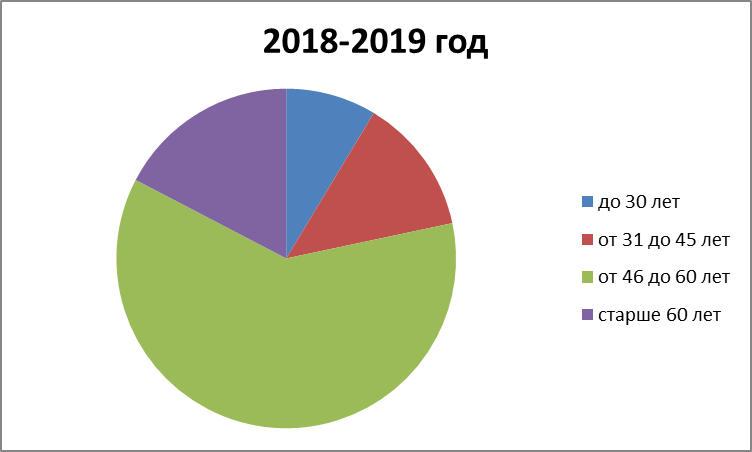 2018-2019 год
до 30 лет
от 31 до 45 лет
от 46 до 60 лет
старше 60 лет